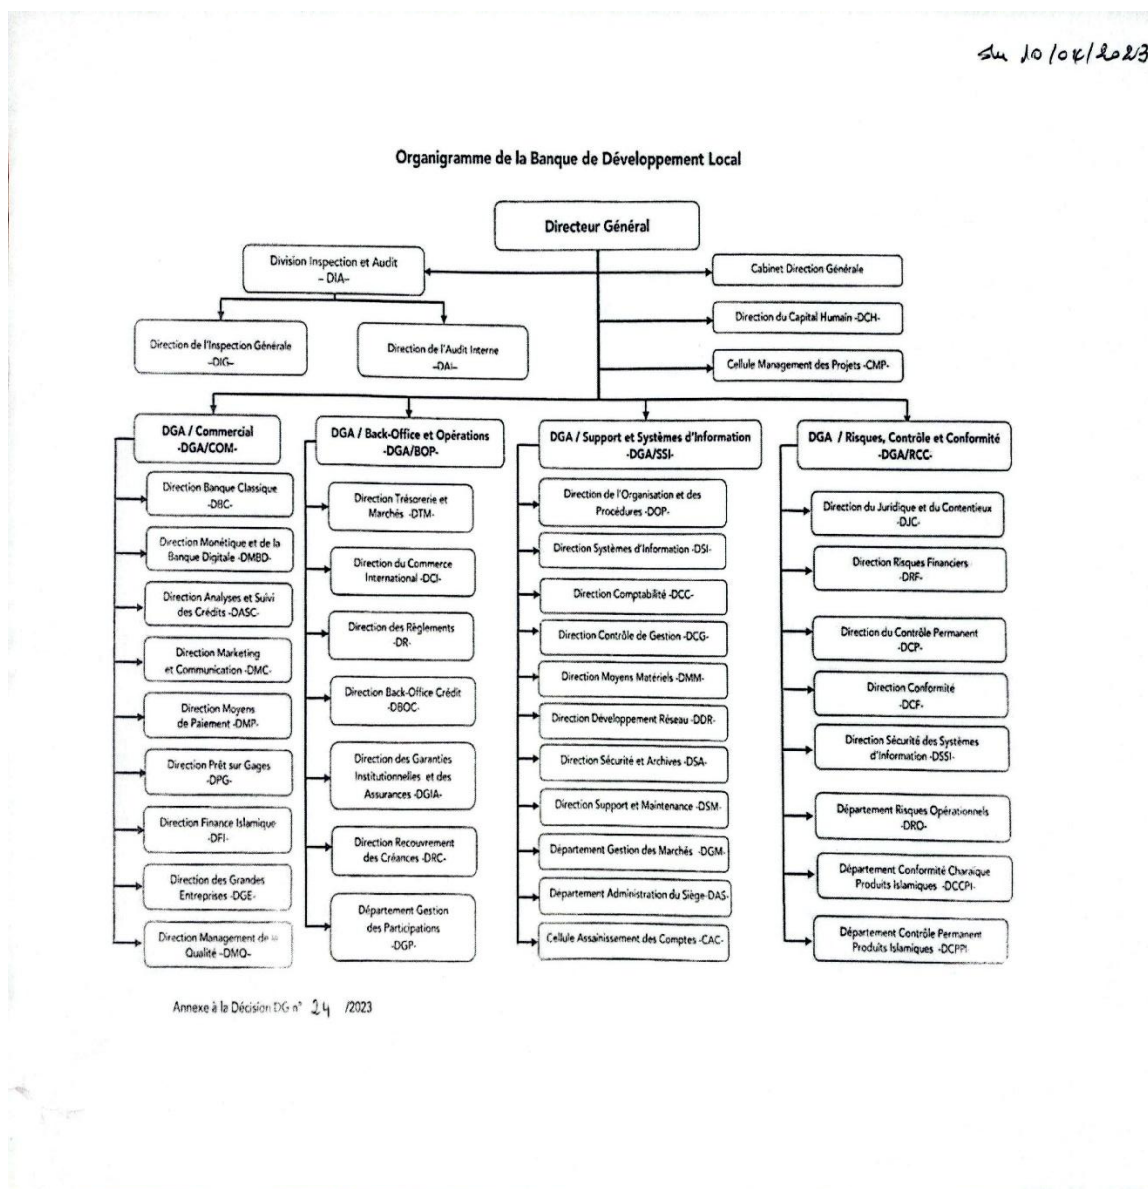 du 10/04/2023
Organigramme de la Banque de Développement Local
Directeur Général
Division Inspection et Audit
– DIA–
Cabinet Direction Générale
Direction du Capital Humain -DCH-
Cellule Management des Projets -CMP-
Direction de l'Inspection Générale
–DIG–
Direction de l'Audit Interne
–DAI–
DGA / Commercial
-DGA/COM-
Direction Banque Classique
-DBC-
Direction Monétique et de la
Banque Digitale -DMBD-
Direction Analyses et Suivi
des Crédits -DASC-
Direction Marketing
et Communication -DMC-
Direction Moyens
de Paiement -DMP-
Direction Prêt sur Gages
-DPG-
Direction Finance Islamique
-DFI-
Direction des Grandes
Entreprises -DGE-
Direction Management de la
Qualité -DMQ-
DGA / Back-Office et Opérations
-DGA/BOP-
Direction Trésorerie et
Marchés -DTM-
Direction du Commerce
International -DCI-
Direction des Règlements
-DR-
Direction Back-Office Crédit
-DBOC-
Direction des Garanties
Institutionnelles et des
Assurances -DGIA-
Direction Recouvrement
des Créances -DRC-
Département Gestion
des Participations
-DGP-
DGA / Support et Systèmes d'Information
-DGA/SSI-
Direction de l'Organisation et des
Procédures -DOP-
Direction Systèmes d'Information -DSI-
Direction Comptabilité -DCC-
Direction Contrôle de Gestion -DCG-
Direction Moyens Matériels -DMM-
Direction Développement Réseau -DDR-
Direction Sécurité et Archives -DSA-
Direction Support et Maintenance -DSM-
Département Gestion des Marchés -DGM-
Département Administration du Siège-DAS-
Cellule Assainissement des Comptes -CAC-
DGA / Risques, Contrôle et Conformité
-DGA/RCC-
Direction du Juridique et du Contentieux
-DJC-
Direction Risques Financiers
-DRF-
Direction du Contrôle Permanent
-DCP-
Direction Conformité
-DCF-
Direction Sécurité des Systèmes
d'Information -DSSI-
Département Risques Opérationnels
-DRO-
Département Conformité Charaïque
Produits Islamiques -DCCPI-
Département Contrôle Permanent
Produits Islamiques -DCPPI-
Annexe à la Décision DG n° 24 /2023